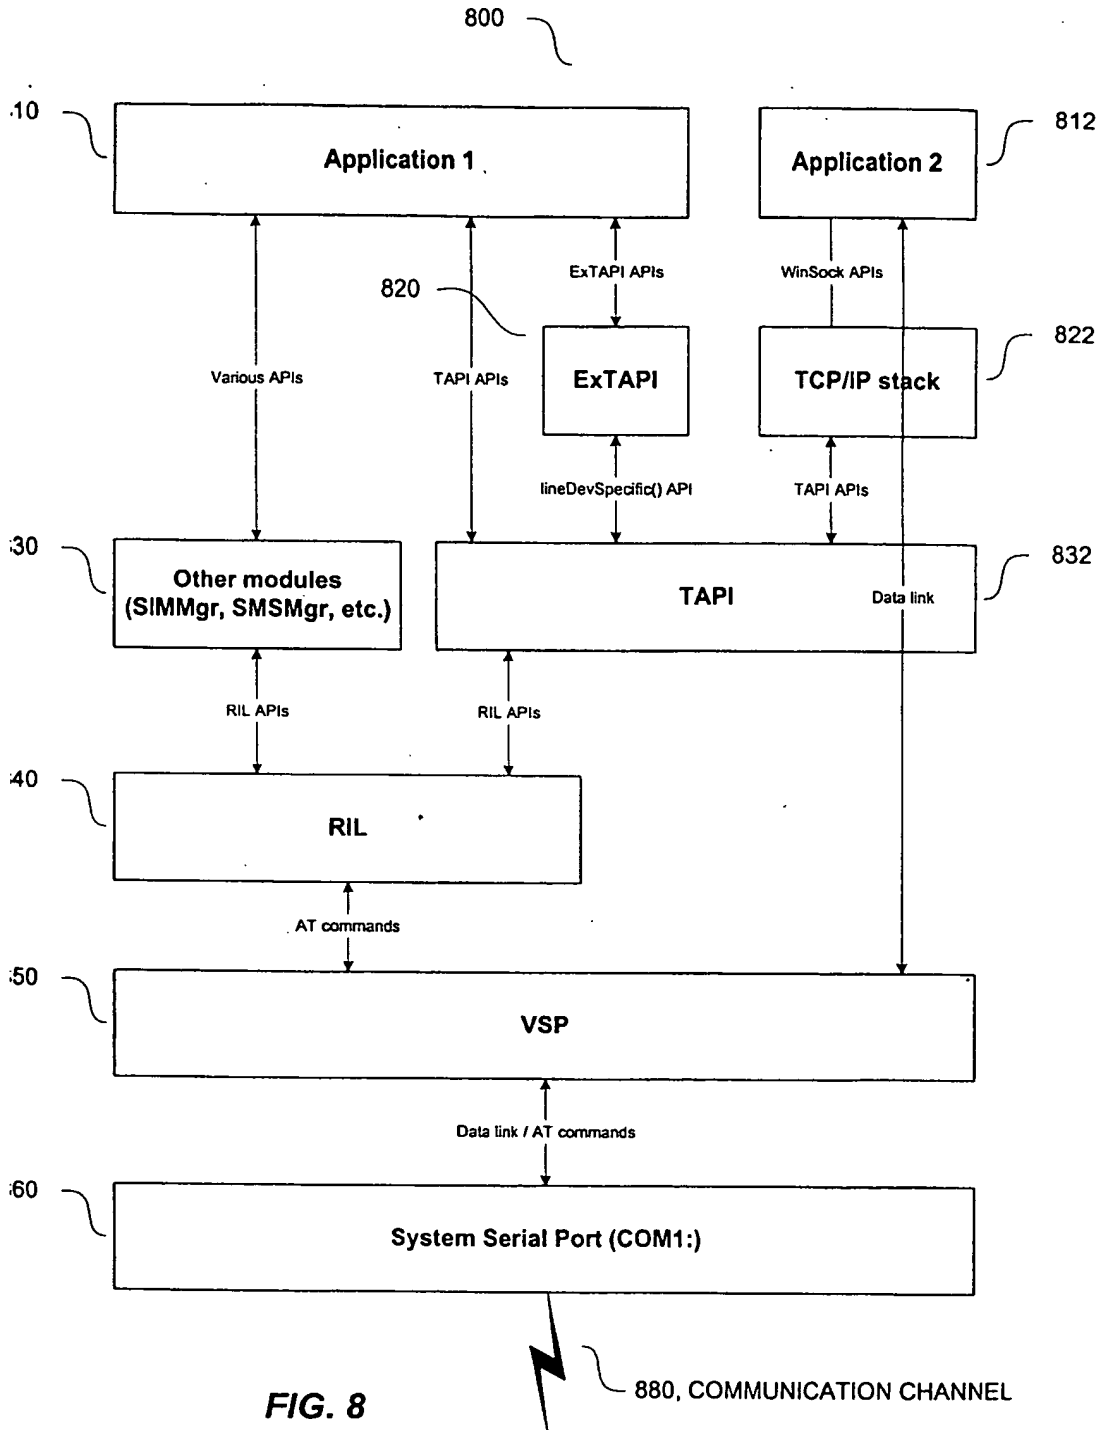 800
10
Application 1
Application 2
812
ExTAPI APIs
WinSock APIs
820
822
Various APIs
TAPI APIs
ExTAPI
TCP/IP stack
lineDevSpecific() API
TAPI APIs
30
Other modules
(SIMMgr, SMSMgr, etc.)
TAPI
Data link
832
RIL APIs
RIL APIs
40
RIL
AT commands
50
VSP
Data link / AT commands
60
System Serial Port (COM1:)
880, COMMUNICATION CHANNEL
FIG. 8